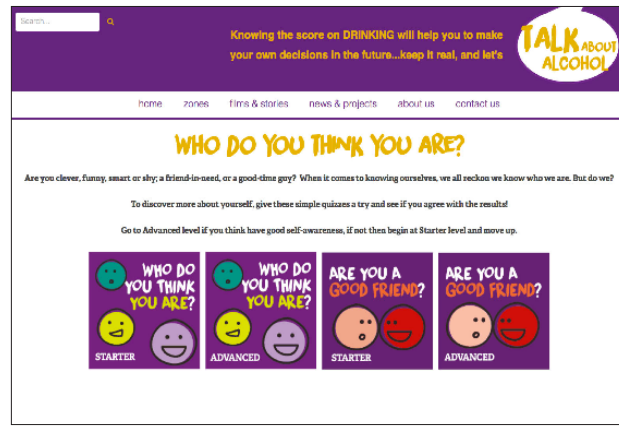 Search...
Knowing the score on DRINKING will help you to make
your own decisions in the future...keep it real, and let's
TALK ABOUT
ALCOHOL
home zones films & stories news & projects about us contact us
WHO DO YOU THINK YOU ARE?
Are you clever, funny, smart or shy; a friend-in-need, or a good-time guy? When it comes to knowing ourselves, we all reckon we know who we are. But do we?
To discover more about yourself, give these simple quizzes a try and see if you agree with the results!
Go to Advanced level if you think have good self-awareness, if not then begin at Starter level and move up.
WHO DO
YOU THINK
YOU ARE?
STARTER
WHO DO
YOU THINK
YOU ARE?
ADVANCED
ARE YOU A
GOOD FRIEND?
STARTER
ARE YOU A
GOOD FRIEND?
ADVANCED